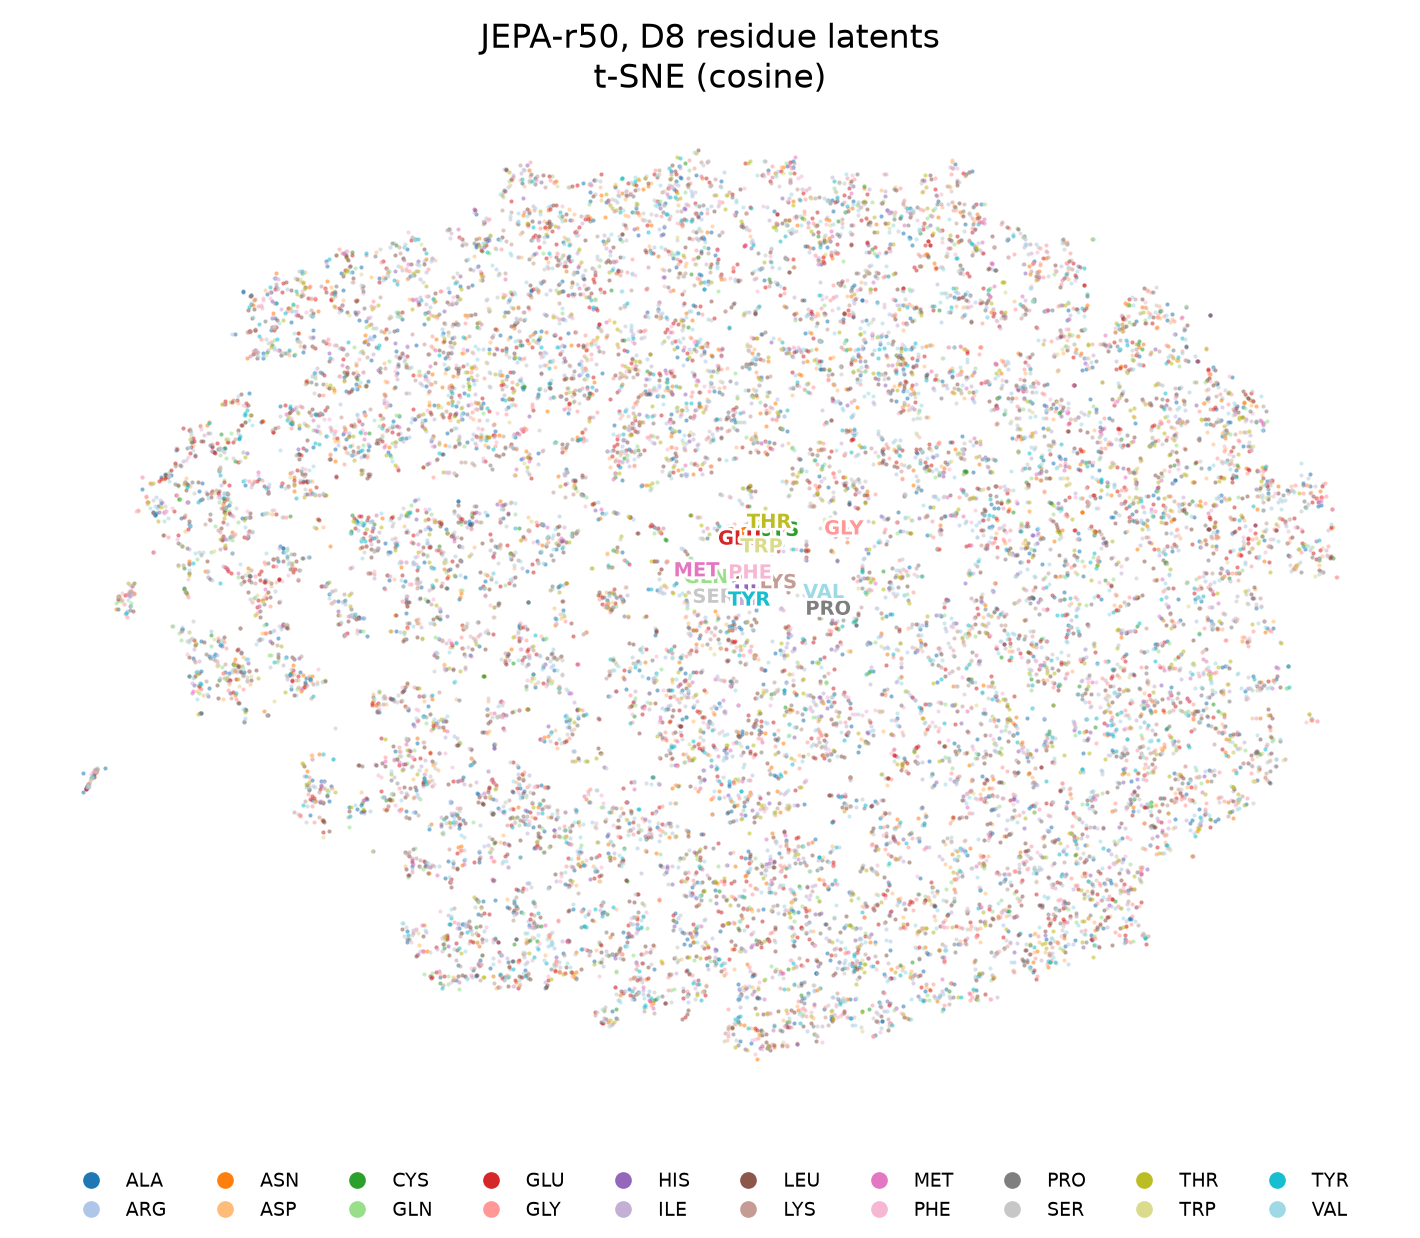 JEPA-r50, D8 residue latents
t-SNE (cosine)
THR
GLY
TRP
MET PHE
LYS
VAL
SER TYR
PRO
ALA ASN CYS GLU HIS LEU MET PRO THR TYR
ARG ASP GLN GLY ILE LYS PHE SER TRP VAL